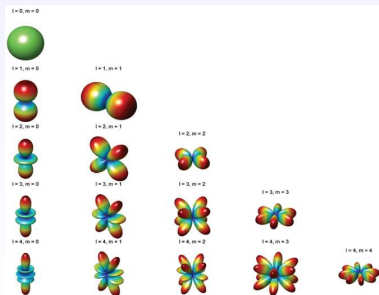 l = 0, m = 0
l = 1, m = 0
l = 1, m = 1
l = 2, m = 0
l = 2, m = 1
l = 2, m = 2
l = 3, m = 0
l = 3, m = 1
l = 3, m = 2
l = 3, m = 3
l = 4, m = 0
l = 4, m = 1
l = 4, m = 2
l = 4, m = 3
l = 4, m = 4